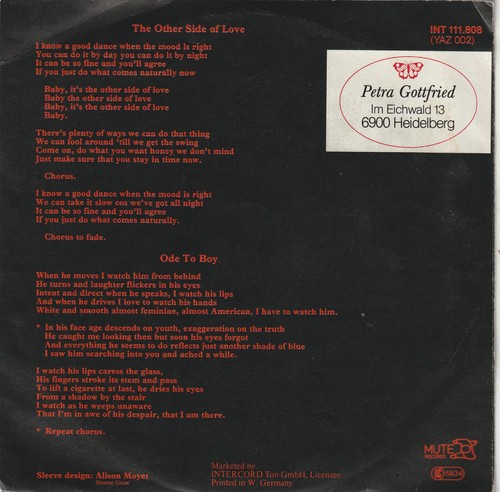 The Other Side of Love
INT 111.808
(YAZ 002)
I know a good dance when the mood is right
You can do it by day you can do it by night
It can be so fine and you'll agree
If you just do what comes naturally now
Baby, it's the other side of love
Baby the other side of love
Baby, it's the other side of love
Baby.
There's plenty of ways we can do that thing
We can fool around 'till we get the swing
Come on, do what you want honey we don't mind
Just make sure that you stay in time now.
Chorus.
I know a good dance when the mood is right
We can take it slow cos we've got all night
It can be so fine and you'll agree
If you just do what comes naturally.
Chorus to fade.
Petra Gottfried
Im Eichwald 13
6900 Heidelberg
Ode To Boy
When he moves I watch him from behind
He turns and laughter flickers in his eyes
Intent and direct when he speaks, I watch his lips
And when he drives I love to watch his hands
White and smooth almost feminine, almost American, I have to watch him.
* In his face age descends on youth, exaggeration on the truth
He caught me looking then but soon his eyes forgot
And everything he seems to do reflects just another shade of blue
I saw him searching into you and ached a while.
I watch his lips caress the glass,
His fingers stroke its stem and pass
To lift a cigarette at last, he dries his eyes
From a shadow by the stair
I watch as he weeps unaware
That I'm in awe of his despair, that I am there.
* Repeat chorus.
Sleeve design: Alison Moyet
Marketed by
INTERCORD Ton GmbH, Licensee
Printed in W. Germany
MUTE
RECORDS
5834